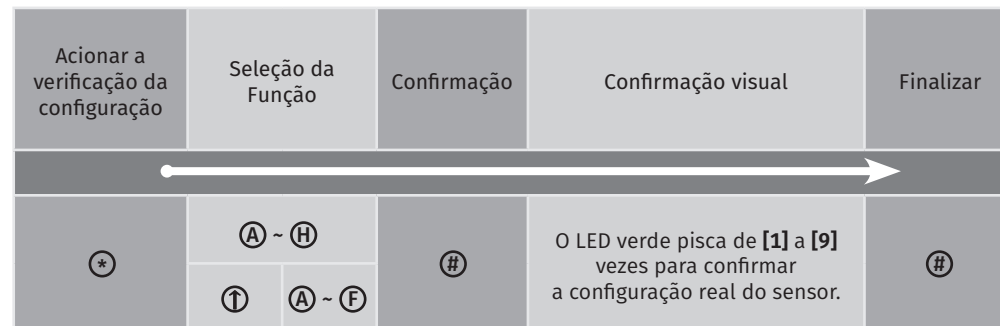 Acionar a
verificação da
configuração
Seleção da
Função
Confirmação
Confirmação visual
Finalizar
*
A ~ H
↑
A ~ F
#
O LED verde pisca de [1] a [9]
vezes para confirmar
a configuração real do sensor.
#